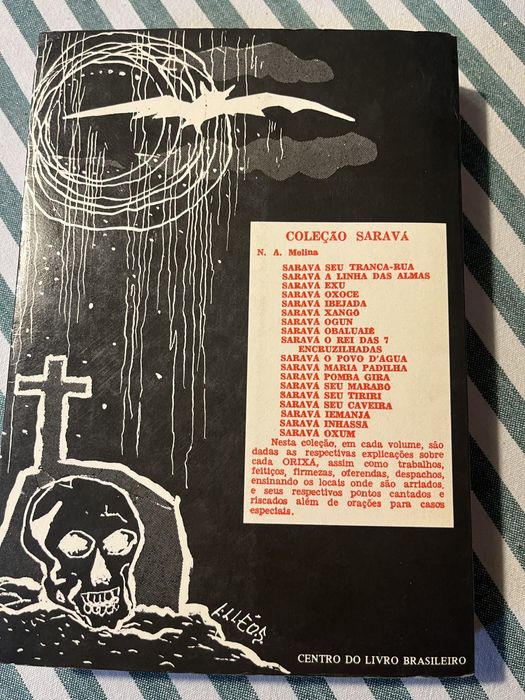 COLEÇÃO SARAVÁ
N. A. Molina
SARAVÁ SEU TRANCA-RUA
SARAVÁ A LINHA DAS ALMAS
SARAVÁ EXU
SARAVÁ OXOCE
SARAVÁ IBEJADA
SARAVÁ XANGÔ
SARAVÁ OGUN
SARAVÁ OBALUAIÊ
SARAVÁ O REI DAS 7
ENCRUZILHADAS
SARAVÁ O POVO D'ÁGUA
SARAVÁ MARIA PADILHA
SARAVÁ POMBA GIRA
SARAVÁ SEU MARABÔ
SARAVÁ SEU TIRIRI
SARAVÁ SEU CAVEIRA
SARAVÁ IEMANJÁ
SARAVÁ INHASSA
SARAVÁ OXUM
Nesta coleção, em cada volume, são
dadas as respectivas explicações sobre
cada ORIXÁ, assim como trabalhos,
feitiços, firmezas, oferendas, despachos,
ensinando os locais onde são arriados,
e seus respectivos pontos cantados e
riscados além de orações para casos
especiais.
CENTRO DO LIVRO BRASILEIRO